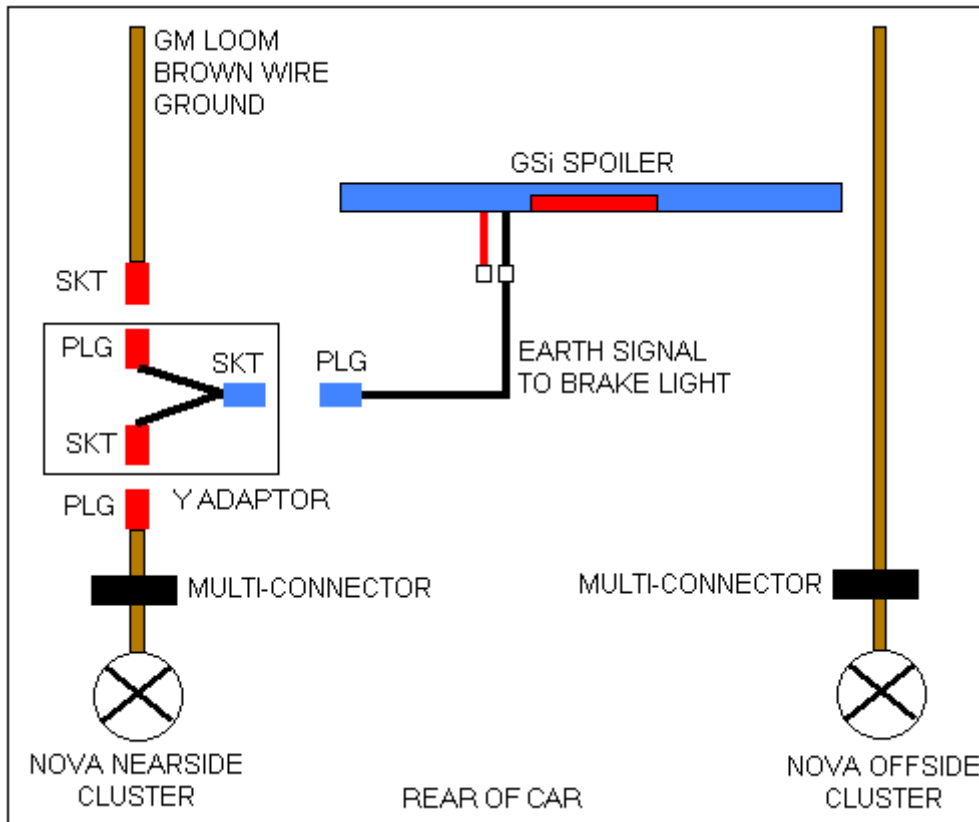 GM LOOM
BROWN WIRE
GROUND
GSi SPOILER
SKT
PLG
SKT
PLG
EARTH SIGNAL
TO BRAKE LIGHT
SKT
PLG
Y ADAPTOR
MULTI-CONNECTOR
MULTI-CONNECTOR
NOVA NEARSIDE
CLUSTER
REAR OF CAR
NOVA OFFSIDE
CLUSTER